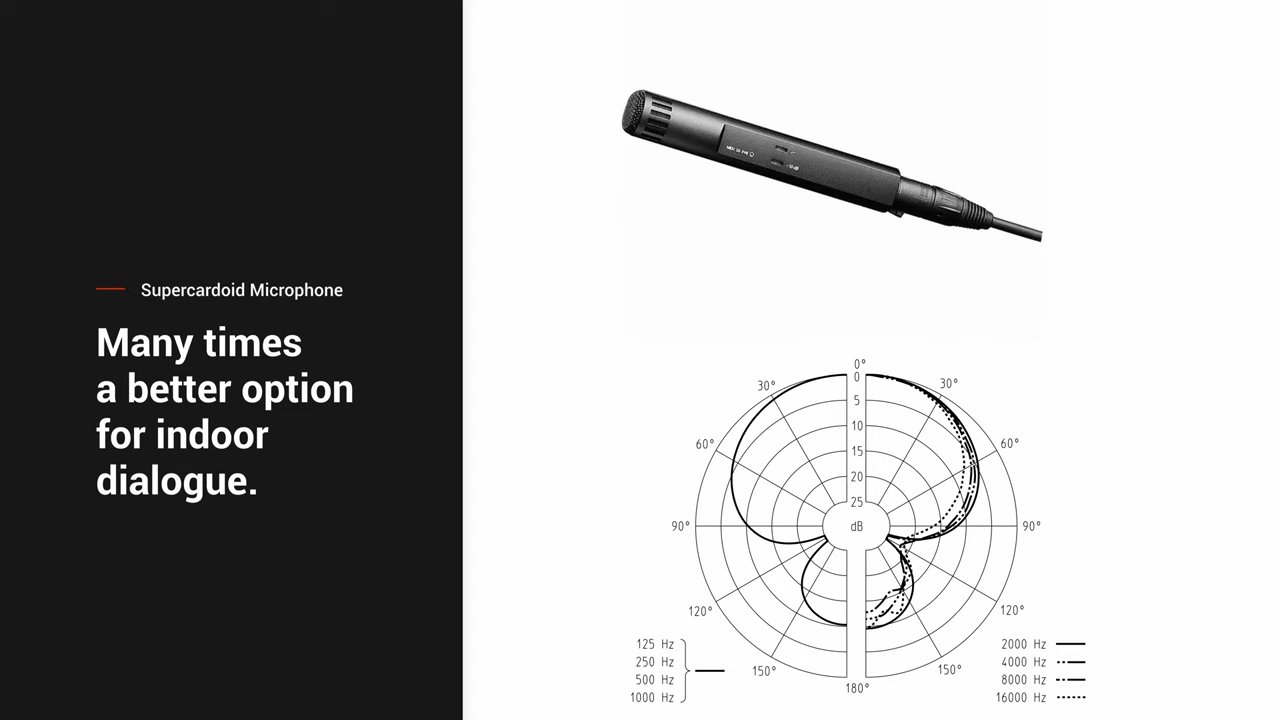 Supercardoid Microphone
Many times
a better option
for indoor
dialogue.
0°
0
5
10
15
20
25
dB
30°
30°
60°
60°
90°
90°
120°
120°
150°
150°
180°
125 Hz
250 Hz
500 Hz
1000 Hz
2000 Hz
4000 Hz
8000 Hz
16000 Hz